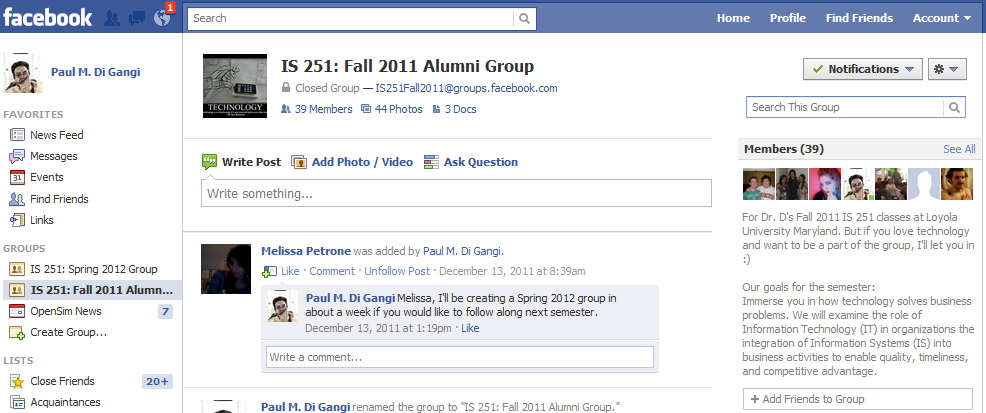 facebook
1
Search
Home Profile Find Friends Account
Paul M. Di Gangi
FAVORITES
News Feed
Messages
31 Events
Find Friends
Links
GROUPS
IS 251: Spring 2012 Group
IS 251: Fall 2011 Alumn...
OpenSim News 7
Create Group...
LISTS
Close Friends 20+
Acquaintances
TECHNOLOGY
IS 251: Fall 2011 Alumni Group
Closed Group — IS251Fall2011@groups.facebook.com
39 Members 44 Photos 3 Docs
Write Post Add Photo / Video Ask Question
Write something...
Melissa Petrone was added by Paul M. Di Gangi.
Like · Comment · Unfollow Post · December 13, 2011 at 8:39am
Paul M. Di Gangi Melissa, I'll be creating a Spring 2012 group in
about a week if you would like to follow along next semester.
December 13, 2011 at 1:19pm · Like
Write a comment...
Paul M. Di Gangi renamed the group to "IS 251: Fall 2011 Alumni Group."
Notifications
Search This Group
Members (39) See All
For Dr. D's Fall 2011 IS 251 classes at Loyola
University Maryland. But if you love technology
and want to be a part of the group, I'll let you in
:)
Our goals for the semester:
Immerse you in how technology solves business
problems. We will examine the role of
Information Technology (IT) in organizations the
integration of Information Systems (IS) into
business activities to enable quality, timeliness,
and competitive advantage.
+ Add Friends to Group